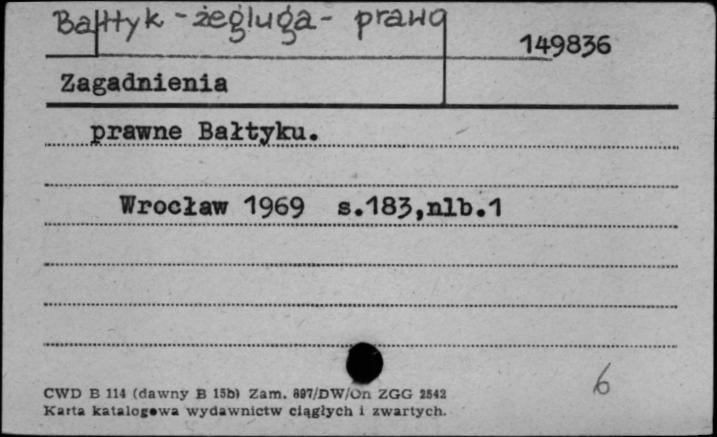 Bałtyk - żegluga - prawo
149836
Zagadnienia
prawne Bałtyku.
Wrocław 1969 s.183,nlb.1
6
CWD B 114 (dawny B 15b) Zam. 897/DW/On ZGG 2542
Karta katalogowa wydawnictw ciągłych i zwartych.